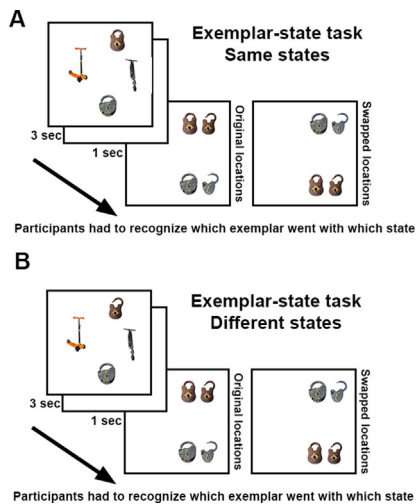 A
Exemplar-state task
Same states
3 sec
1 sec
Original locations
Swapped locations
Participants had to recognize which exemplar went with which state
B
Exemplar-state task
Different states
3 sec
1 sec
Original locations
Swapped locations
Participants had to recognize which exemplar went with which state